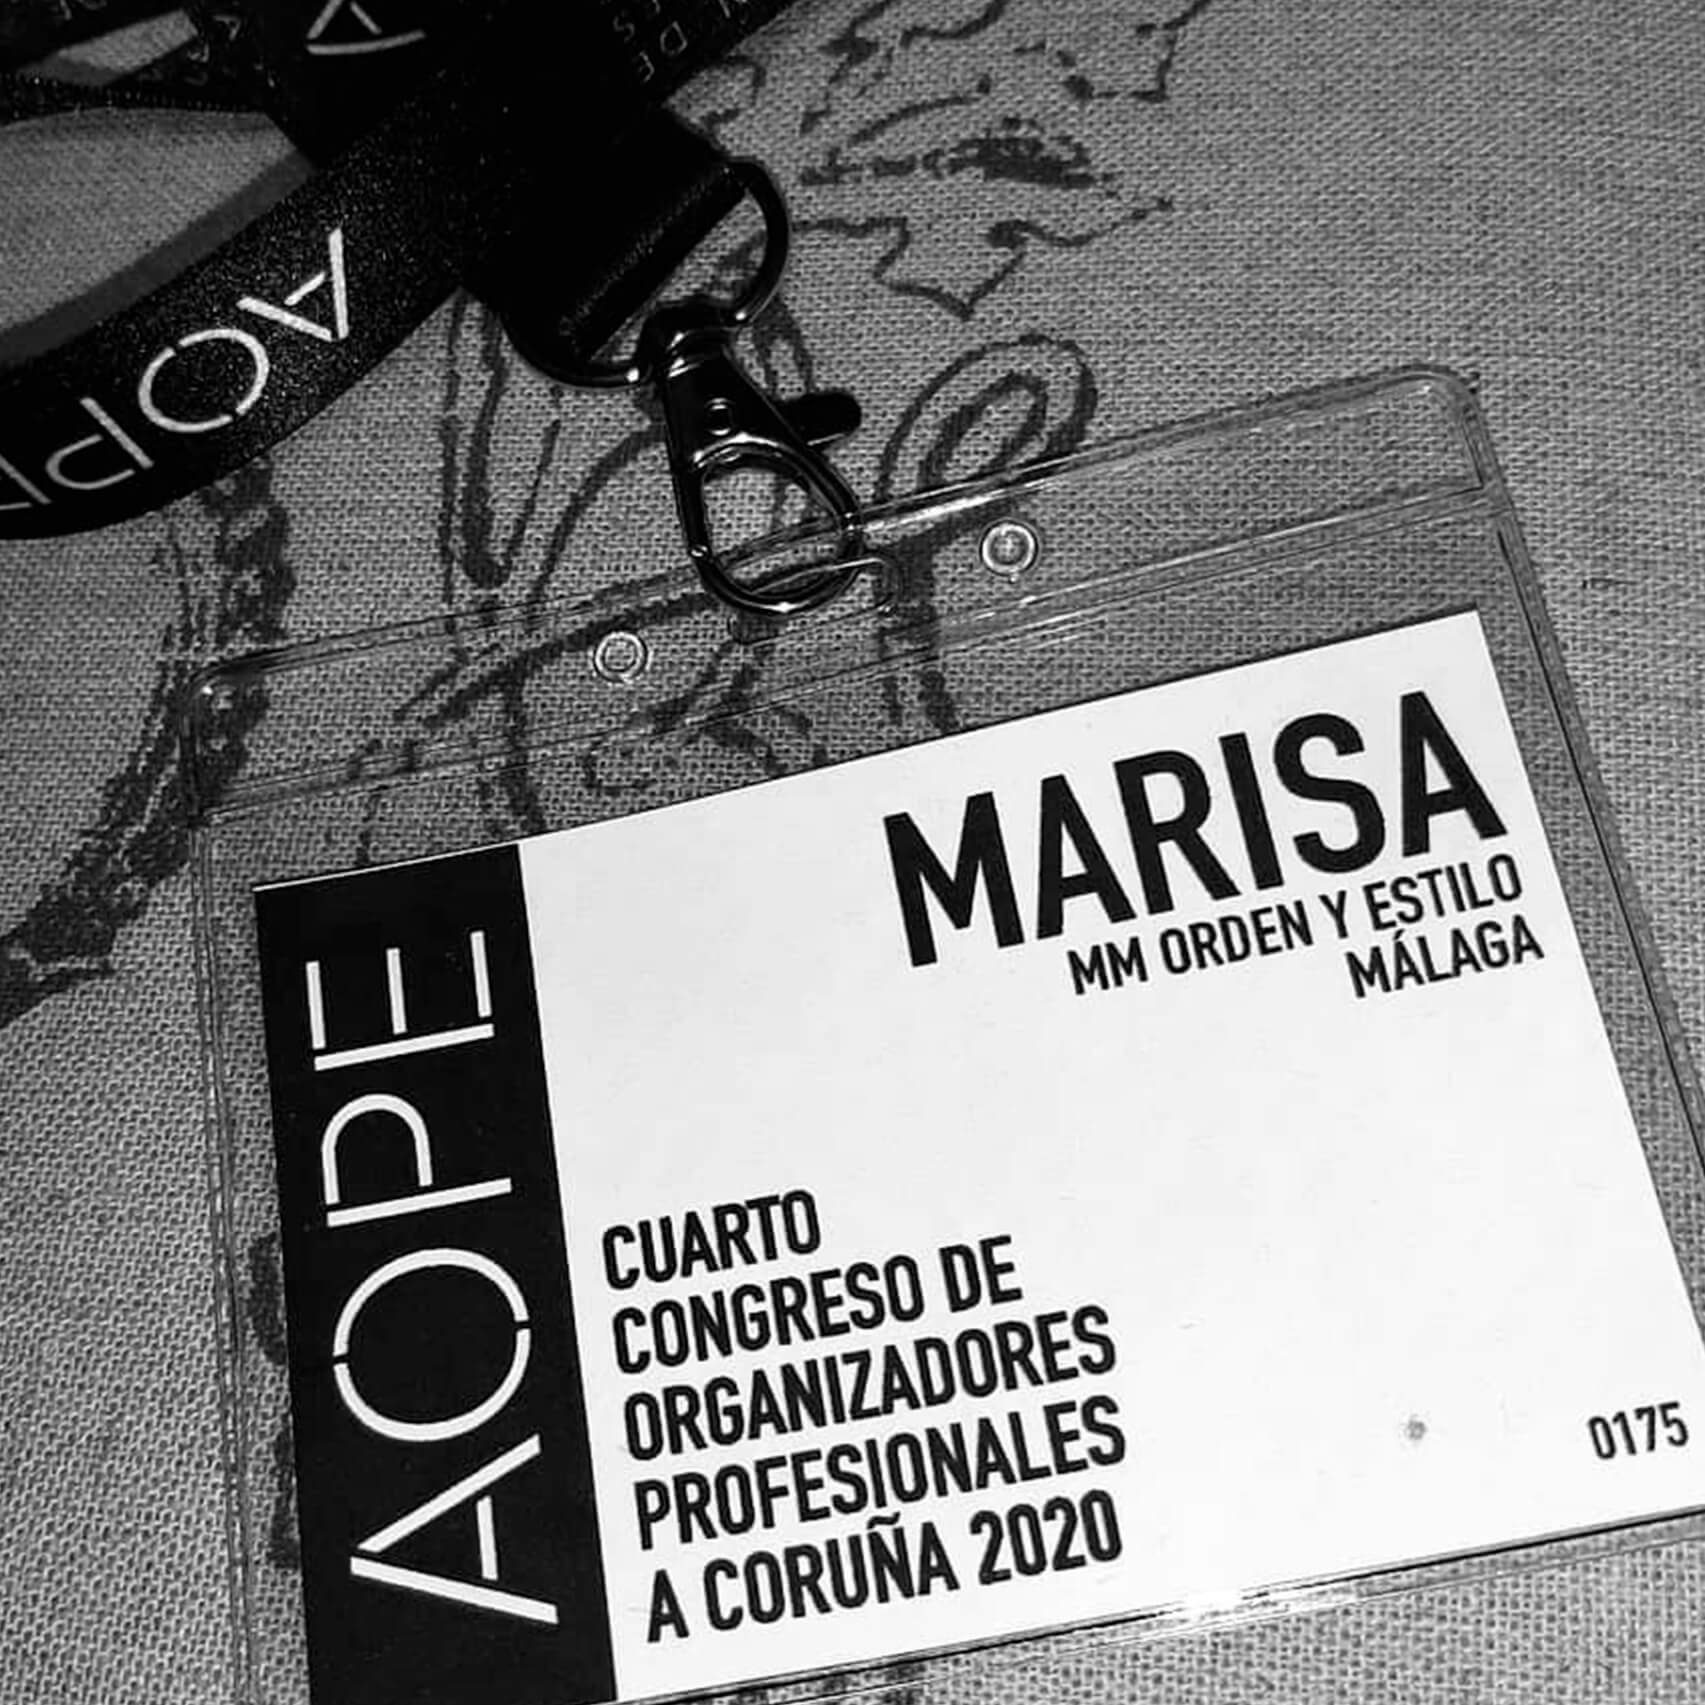 AOPE
MARISA
MM ORDEN Y ESTILO
MÁLAGA
AOPE
CUARTO
CONGRESO DE
ORGANIZADORES
PROFESIONALES
A CORUÑA 2020
0175